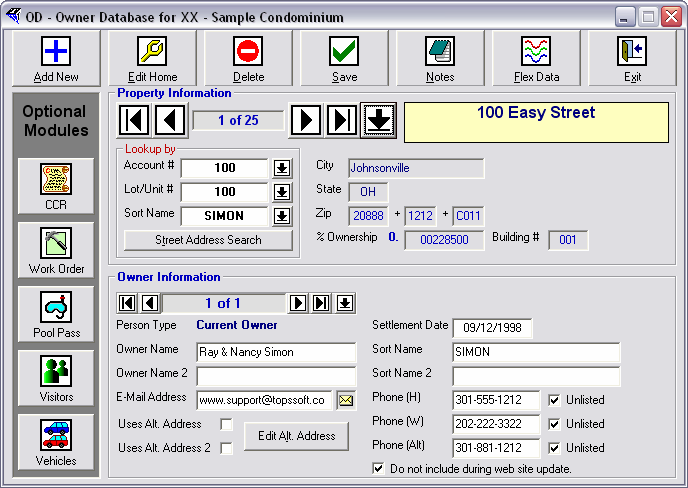 OD - Owner Database for XX - Sample Condominium
Add New
Edit Home
Delete
Save
Notes
Flex Data
Exit
Optional
Modules
CCR
Work Order
Pool Pass
Visitors
Vehicles
Property Information
1 of 25
100 Easy Street
Lookup by
Account # 100
Lot/Unit # 100
Sort Name SIMON
Street Address Search
City Johnsonville
State OH
Zip 20888 + 1212 + C011
% Ownership 0. 00228500 Building # 001
Owner Information
1 of 1
Person Type Current Owner
Settlement Date 09/12/1998
Owner Name Ray & Nancy Simon
Sort Name SIMON
Owner Name 2
Sort Name 2
E-Mail Address www.support@topssoft.co
Phone (H) 301-555-1212 Unlisted
Uses Alt. Address
Phone (W) 202-222-3322 Unlisted
Uses Alt. Address 2
Edit Alt. Address
Phone (Alt) 301-881-1212 Unlisted
Do not include during web site update.